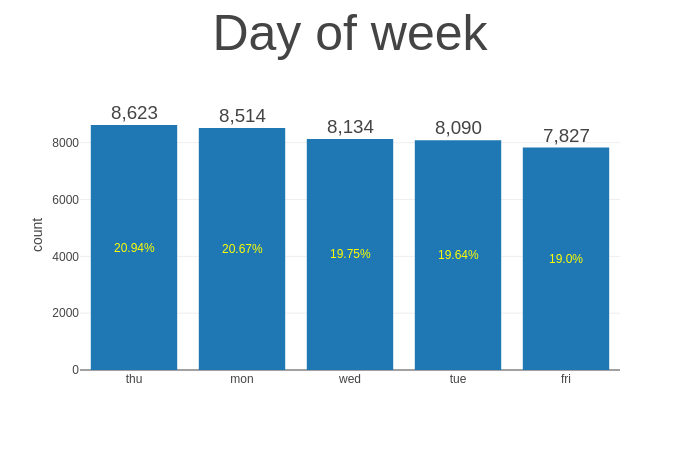 Day of week
8,623
8,514
8,134
8,090
7,827
8000
6000
4000
2000
0
count
20.94%
20.67%
19.75%
19.64%
19.0%
thu
mon
wed
tue
fri